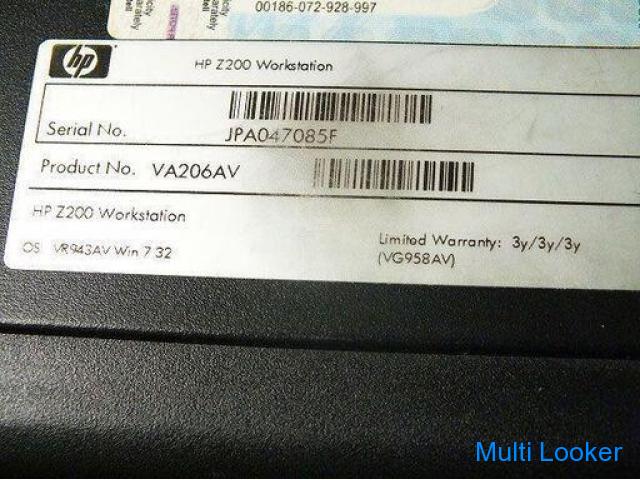 00186-072-928-997
hp
HP Z200 Workstation
Serial No. JPA047085F
Product No. VA206AV
HP Z200 Workstation
OS VR943AV Win 7 32
Limited Warranty: 3y/3y/3y
(VG958AV)
Multi Looker